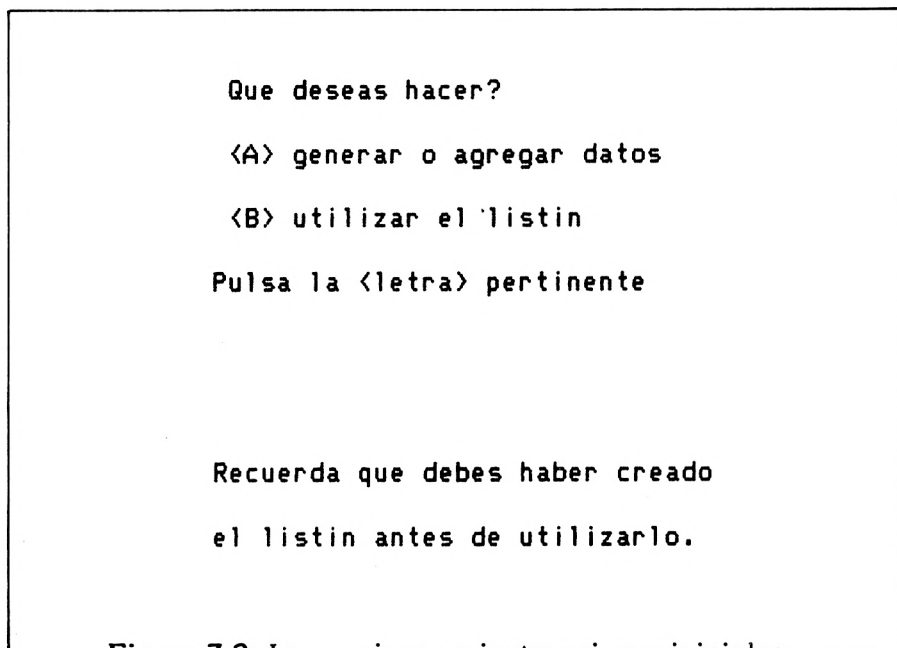 Que deseas hacer?
<A> generar o agregar datos
<B> utilizar el listin
Pulsa la <letra> pertinente
Recuerda que debes haber creado
el listin antes de utilizarlo.